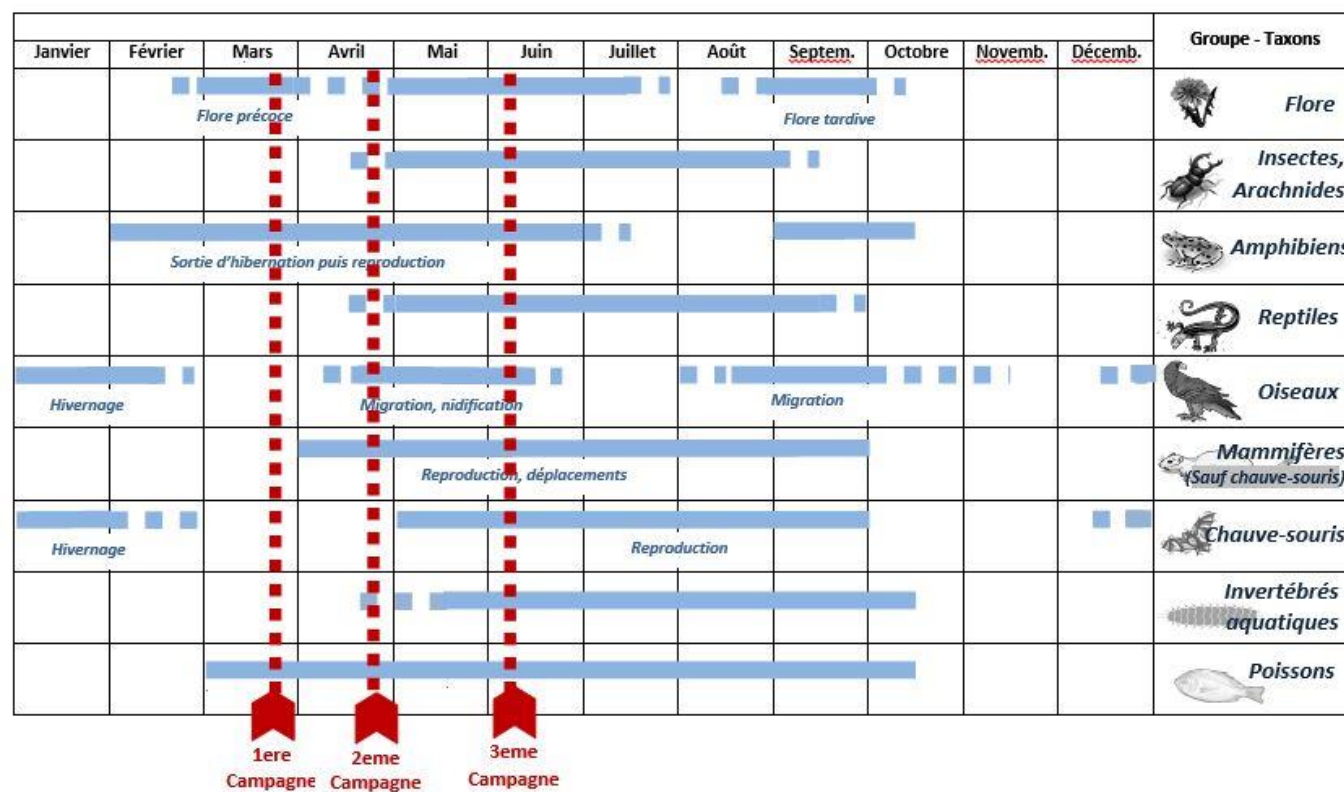 Groupe - Taxons
Janvier Février Mars Avril Mai Juin Juillet Août Septem. Octobre Novemb. Décemb.
Flore précoce Flore tardive Flore
Insectes,
Arachnides
Amphibiens
Sortie d'hibernation puis reproduction
Reptiles
Oiseaux
Hivernage Migration, nidification Migration
Mammifères
(Sauf chauve-souris)
Reproduction, déplacements
Chauve-souris
Hivernage Reproduction
Invertébrés
aquatiques
Poissons
1ere
Campagne
2eme
Campagne
3eme
Campagne